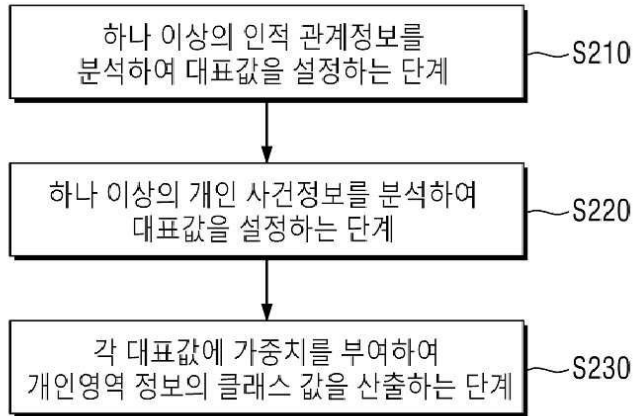 하나 이상의 인적 관계정보를
분석하여 대표값을 설정하는 단계
S210
하나 이상의 개인 사건정보를 분석하여
대표값을 설정하는 단계
S220
각 대표값에 가중치를 부여하여
개인영역 정보의 클래스 값을 산출하는 단계
S230